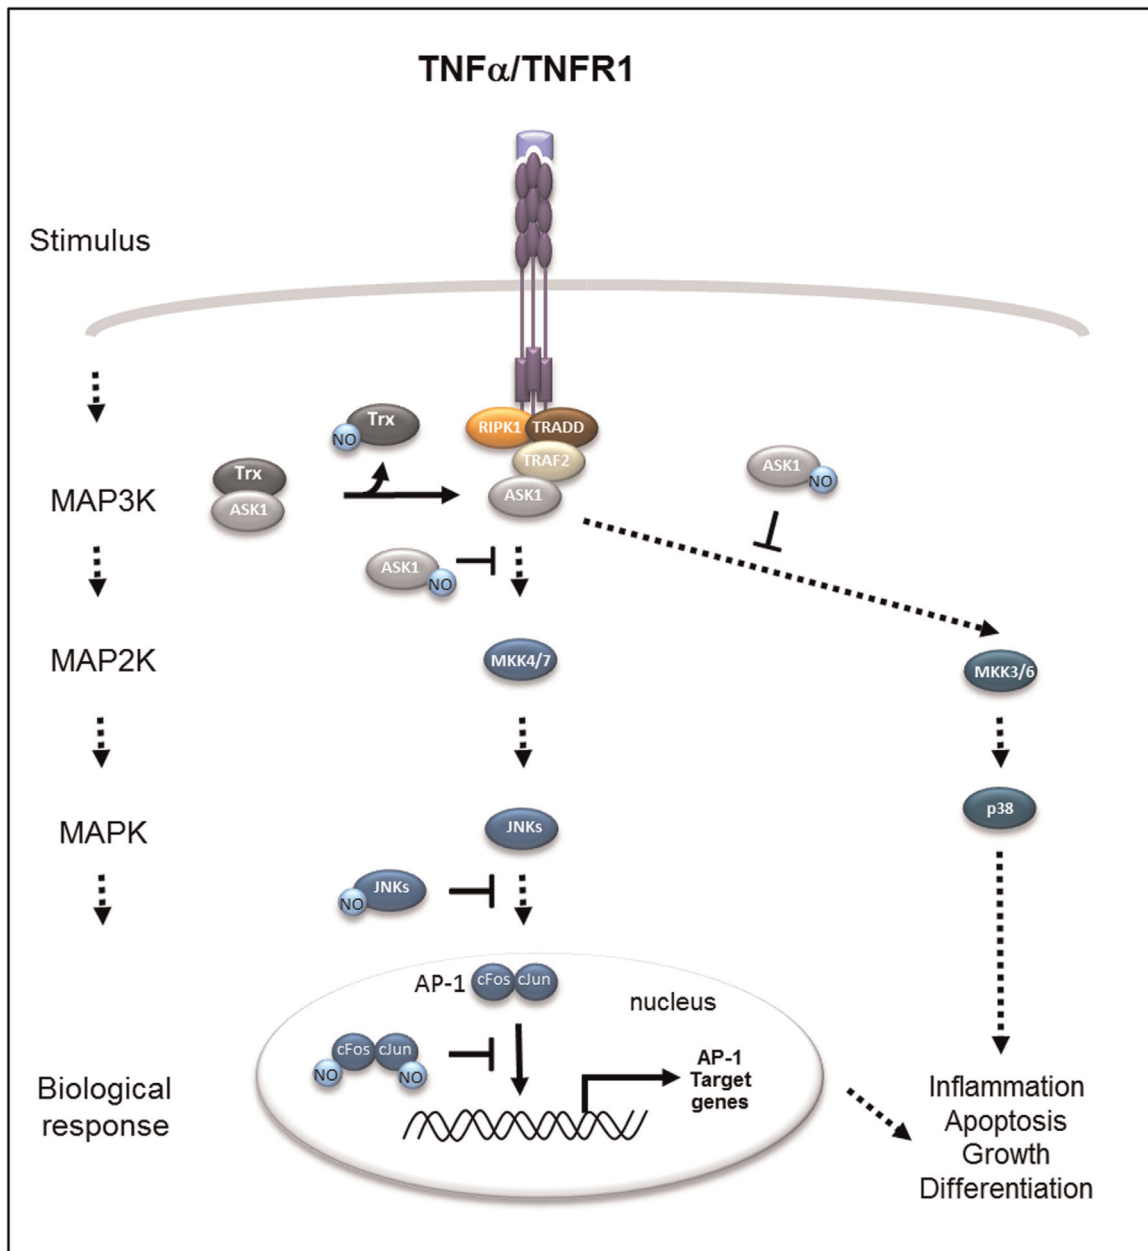 TNFα/TNFR1
Stimulus
Trx
NO
RIPK1
TRADD
TRAF2
Trx
ASK1
ASK1
ASK1
NO
MAP3K
ASK1
NO
MAP2K
MKK4/7
MKK3/6
MAPK
JNKs
p38
JNKs
NO
AP-1
cFos
cJun
nucleus
cFos
cJun
NO
NO
AP-1
Target
genes
Biological
response
Inflammation
Apoptosis
Growth
Differentiation